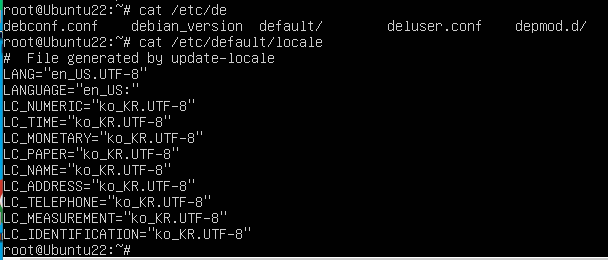 root@Ubuntu22:~# cat /etc/de
debconf.conf    debian_version  default/        deluser.conf    depmod.d/
root@Ubuntu22:~# cat /etc/default/locale
#  File generated by update-locale
LANG="en_US.UTF-8"
LANGUAGE="en_US:"
LC_NUMERIC="ko_KR.UTF-8"
LC_TIME="ko_KR.UTF-8"
LC_MONETARY="ko_KR.UTF-8"
LC_PAPER="ko_KR.UTF-8"
LC_NAME="ko_KR.UTF-8"
LC_ADDRESS="ko_KR.UTF-8"
LC_TELEPHONE="ko_KR.UTF-8"
LC_MEASUREMENT="ko_KR.UTF-8"
LC_IDENTIFICATION="ko_KR.UTF-8"
root@Ubuntu22:~#